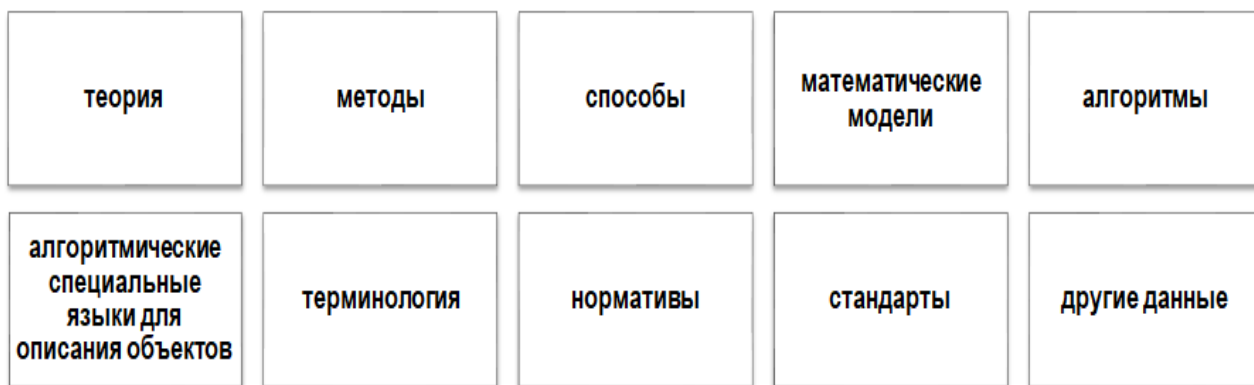 теория
методы
способы
математические
модели
алгоритмы
алгоритмические
специальные
языки для
описания объектов
терминология
нормативы
стандарты
другие данные